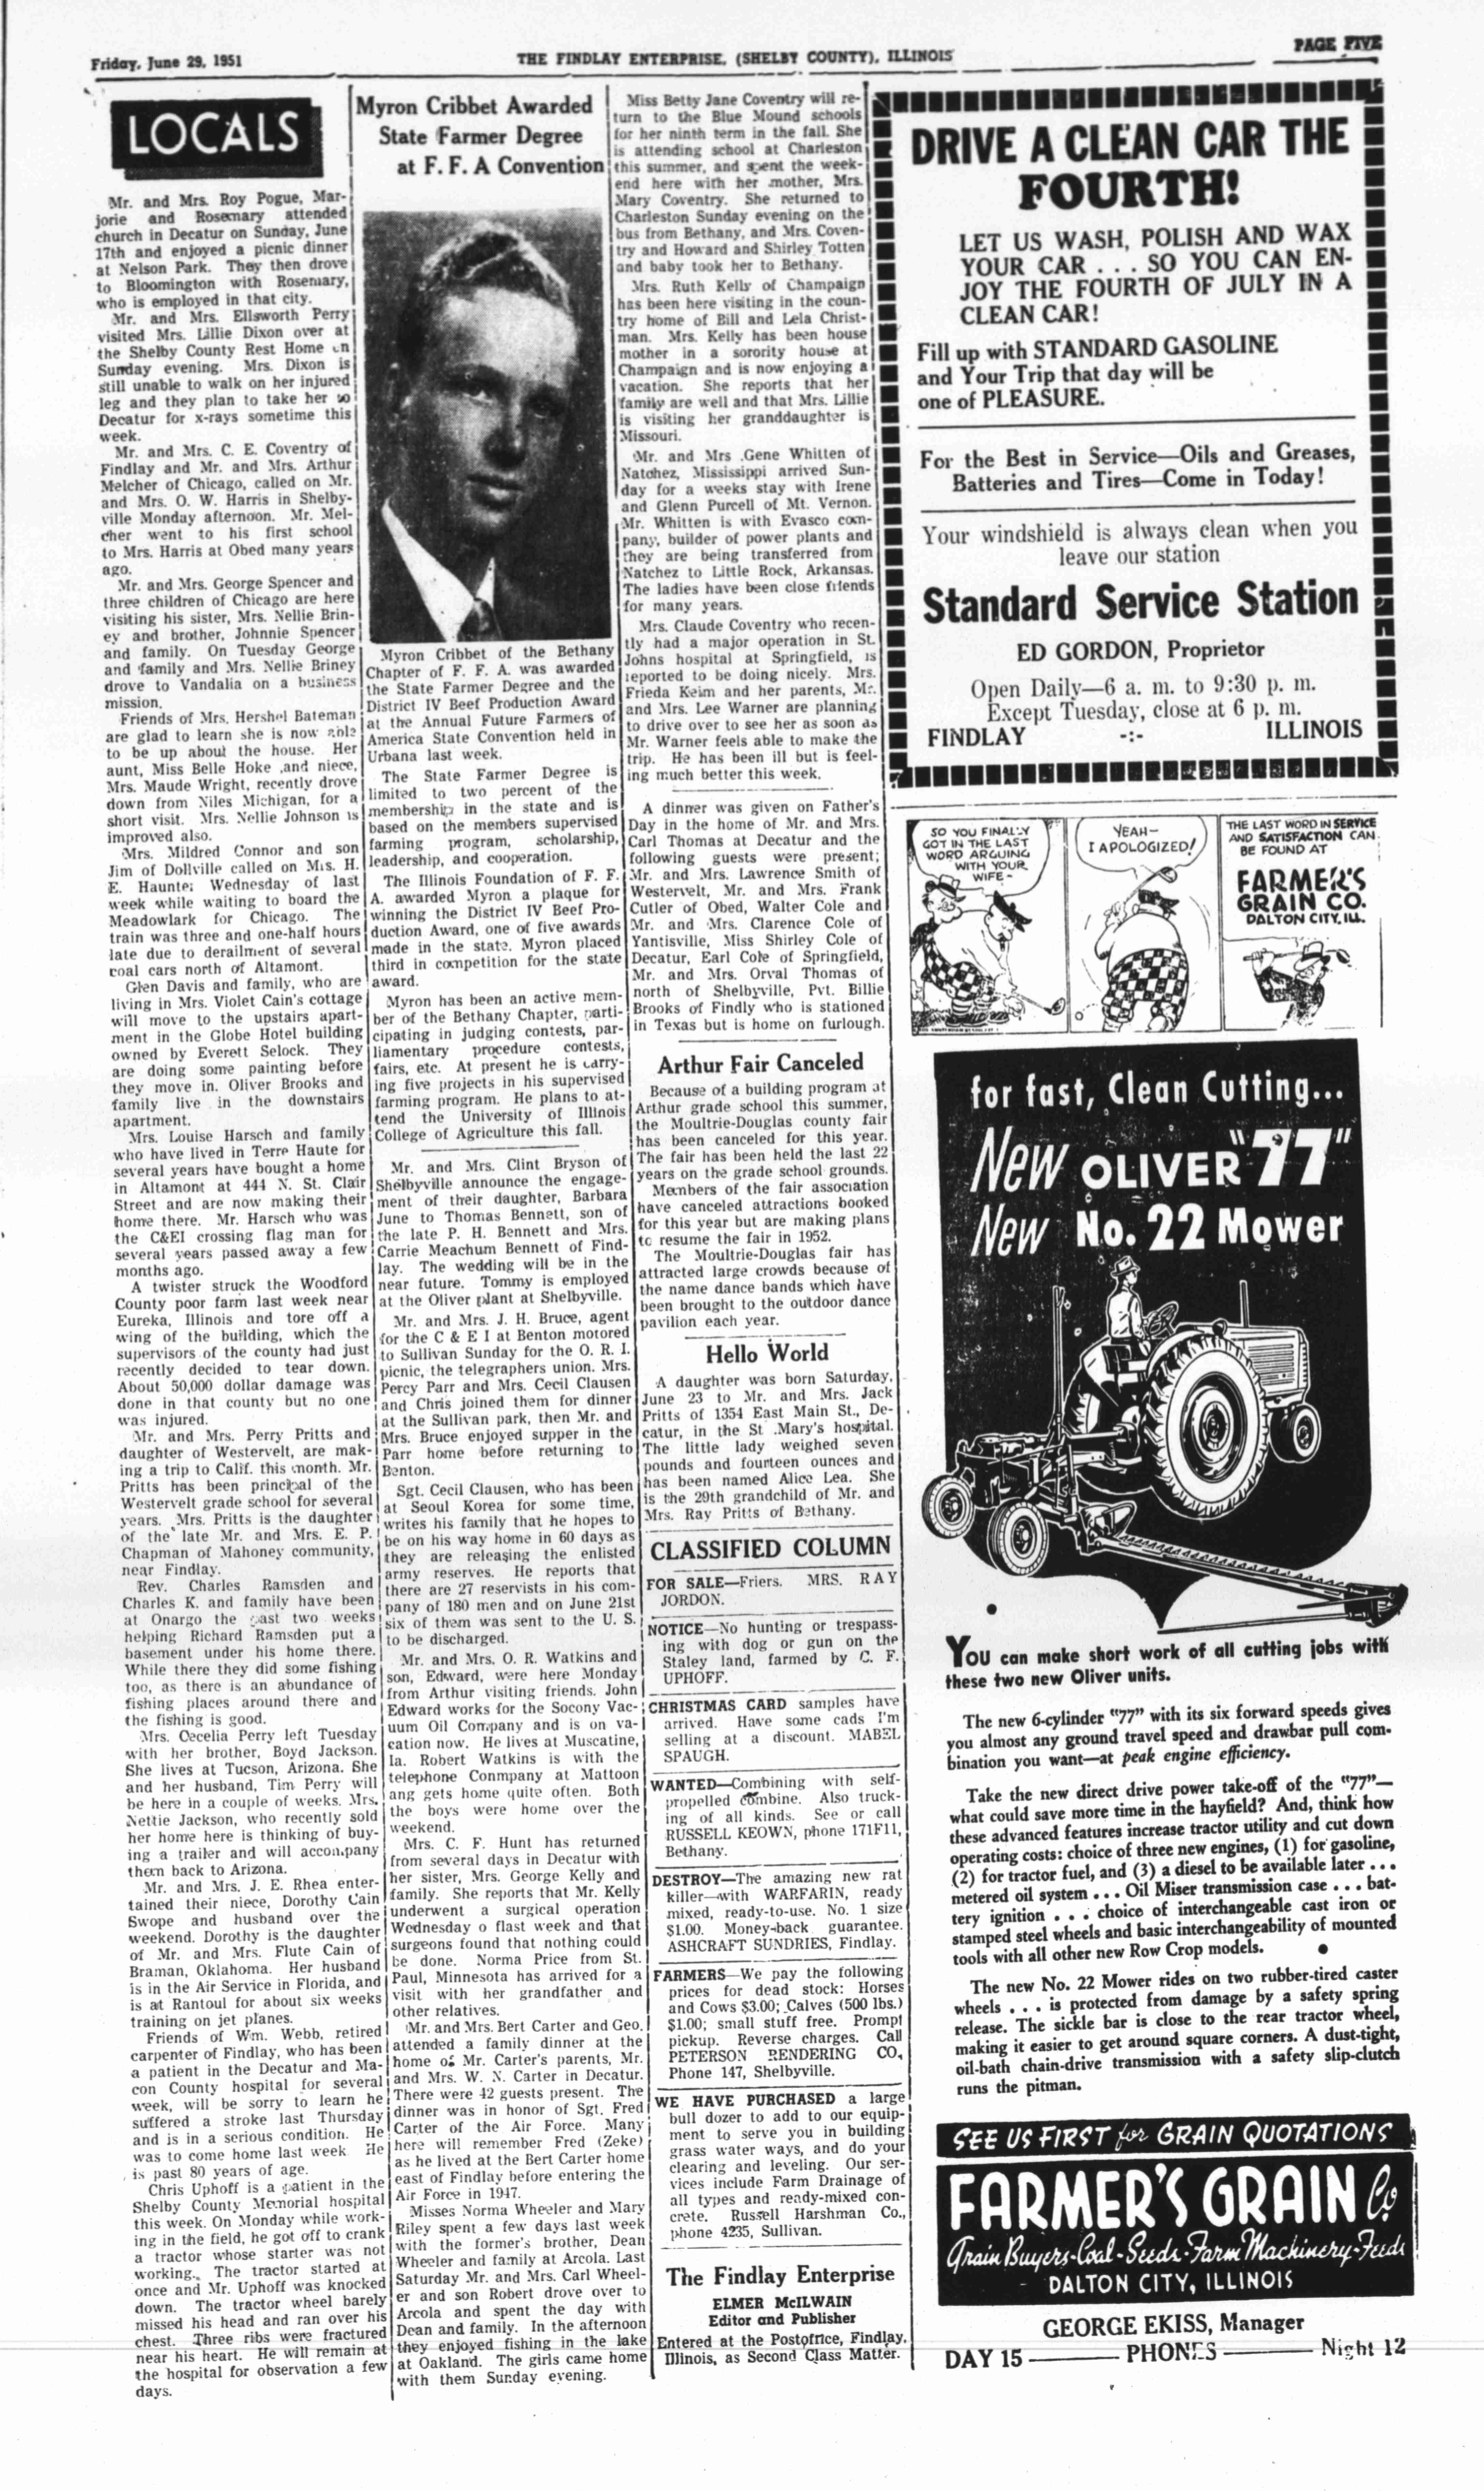 Friday, June 29, 1951
THE FINDLAY ENTERPRISE, (SHELBY COUNTY), ILLINOIS
PAGE FIVE
LOCALS
Mr. and Mrs. Roy Pogue, Mar-
jorie and Rosemary attended
church in Decatur on Sunday, June
17th and enjoyed a picnic dinner
at Nelson Park. They then drove
to Bloomington with Rosemary,
who is employed in that city.
Mr. and Mrs. Ellsworth Perry
visited Mrs. Lillie Dixon over at
the Shelby County Rest Home on
Sunday evening. Mrs. Dixon is
still unable to walk on her injured
leg and they plan to take her to
Decatur for x-rays sometime this
week.
Mr. and Mrs. C. E. Coventry of
Findlay and Mr. and Mrs. Arthur
Melcher of Chicago, called on Mr.
and Mrs. O. W. Harris in Shelby-
ville Monday afternoon. Mr. Mel-
cher went to his first school
to Mrs. Harris at Obed many years
ago.
Mr. and Mrs. George Spencer and
three children of Chicago are here
visiting his sister, Mrs. Nellie Brin-
ey and brother, Johnnie Spencer
and family. On Tuesday George
and family and Mrs. Nellie Briney
drove to Vandalia on a business
mission.
Friends of Mrs. Hershel Bateman
are glad to learn she is now able
to be up about the house. Her
aunt, Miss Belle Hoke ,and niece,
Mrs. Maude Wright, recently drove
down from Niles Michigan, for a
short visit. Mrs. Nellie Johnson is
improved also.
Mrs. Mildred Connor and son
Jim of Dollville called on Mrs. H.
E. Haunter Wednesday of last
week while waiting to board the
Meadowlark for Chicago. The
train was three and one-half hours
late due to derailment of several
coal cars north of Altamont.
Glen Davis and family, who are
living in Mrs. Violet Cain's cottage
will move to the upstairs apart-
ment in the Globe Hotel building
owned by Everett Selock. They
are doing some painting before
they move in. Oliver Brooks and
family live in the downstairs
apartment.
Mrs. Louise Harsch and family
who have lived in Terre Haute for
several years have bought a home
in Altamont at 444 N. St. Clair
Street and are now making their
home there. Mr. Harsch who was
the C&EI crossing flag man for
several years passed away a few
months ago.
A twister struck the Woodford
County poor farm last week near
Eureka, Illinois and tore off a
wing of the building, which the
supervisors of the county had just
recently decided to tear down.
About 50,000 dollar damage was
done in that county but no one
was injured.
Mr. and Mrs. Perry Pritts and
daughter of Westervelt, are mak-
ing a trip to Calif. this month. Mr.
Pritts has been principal of the
Westervelt grade school for several
years. Mrs. Pritts is the daughter
of the late Mr. and Mrs. E. P.
Chapman of Mahoney community,
near Findlay.
Rev. Charles Ramsden and
Charles K. and family have been
at Onargo the past two weeks
helping Richard Ramsden put a
basement under his home there.
While there they did some fishing
too, as there is an abundance of
fishing places around there and
the fishing is good.
Mrs. Cecelia Perry left Tuesday
with her brother, Boyd Jackson.
She lives at Tucson, Arizona. She
and her husband, Tim Perry will
be here in a couple of weeks. Mrs.
Nettie Jackson, who recently sold
her home here is thinking of buy-
ing a trailer and will accompany
them back to Arizona.
Mr. and Mrs. J. E. Rhea enter-
tained their niece, Dorothy Cain
Swope and husband over the
weekend. Dorothy is the daughter
of Mr. and Mrs. Flute Cain of
Braman, Oklahoma. Her husband
is in the Air Service in Florida, and
is at Rantoul for about six weeks
training on jet planes.
Friends of Wm. Webb, retired
carpenter of Findlay, who has been
a patient in the Decatur and Ma-
con County hospital for several
week, will be sorry to learn he
suffered a stroke last Thursday
and is in a serious condition. He
was to come home last week He
is past 80 years of age.
Chris Uphoff is a patient in the
Shelby County Memorial hospital
this week. On Monday while work-
ing in the field, he got off to crank
a tractor whose starter was not
working. The tractor started at
once and Mr. Uphoff was knocked
down. The tractor wheel barely
missed his head and ran over his
chest. Three ribs were fractured
near his heart. He will remain at
the hospital for observation a few
days.
Myron Cribbet Awarded
State Farmer Degree
at F. F. A Convention
Myron Cribbet of the Bethany
Chapter of F. F. A. was awarded
the State Farmer Degree and the
District IV Beef Production Award
at the Annual Future Farmers of
America State Convention held in
Urbana last week.
The State Farmer Degree is
limited to two percent of the
membership in the state and is
based on the members supervised
farming program, scholarship,
leadership, and cooperation.
The Illinois Foundation of F. F.
A. awarded Myron a plaque for
winning the District IV Beef Pro-
duction Award, one of five awards
made in the state. Myron placed
third in competition for the state
award.
Myron has been an active mem-
ber of the Bethany Chapter, parti-
cipating in judging contests, par-
liamentary procedure contests,
fairs, etc. At present he is carry-
ing five projects in his supervised
farming program. He plans to at-
tend the University of Illinois
College of Agriculture this fall.
Mr. and Mrs. Clint Bryson of
Shelbyville announce the engage-
ment of their daughter, Barbara
June to Thomas Bennett, son of
the late P. H. Bennett and Mrs.
Carrie Meachum Bennett of Find-
lay. The wedding will be in the
near future. Tommy is employed
at the Oliver plant at Shelbyville.
Mr. and Mrs. J. H. Bruce, agent
for the C & E I at Benton motored
to Sullivan Sunday for the O. R. I.
picnic, the telegraphers union. Mrs.
Percy Parr and Mrs. Cecil Clausen
and Chris joined them for dinner
at the Sullivan park, then Mr. and
Mrs. Bruce enjoyed supper in the
Parr home before returning to
Benton.
Sgt. Cecil Clausen, who has been
at Seoul Korea for some time,
writes his family that he hopes to
be on his way home in 60 days as
they are releasing the enlisted
army reserves. He reports that
there are 27 reservists in his com-
pany of 180 men and on June 21st
six of them was sent to the U. S.
to be discharged.
Mr. and Mrs. O. R. Watkins and
son, Edward, were here Monday
from Arthur visiting friends. John
Edward works for the Socony Vac-
uum Oil Company and is on va-
cation now. He lives at Muscatine,
Ia. Robert Watkins is with the
telephone Conmpany at Mattoon
ang gets home quite often. Both
the boys were home over the
weekend.
Mrs. C. F. Hunt has returned
from several days in Decatur with
her sister, Mrs. George Kelly and
family. She reports that Mr. Kelly
underwent a surgical operation
Wednesday o flast week and that
surgeons found that nothing could
be done. Norma Price from St.
Paul, Minnesota has arrived for a
visit with her grandfather and
other relatives.
Mr. and Mrs. Bert Carter and Geo.
attended a family dinner at the
home of Mr. Carter's parents, Mr.
and Mrs. W. N. Carter in Decatur.
There were 42 guests present. The
dinner was in honor of Sgt. Fred
Carter of the Air Force. Many
here will remember Fred (Zeke)
as he lived at the Bert Carter home
east of Findlay before entering the
Air Force in 1947.
Misses Norma Wheeler and Mary
Riley spent a few days last week
with the former's brother, Dean
Wheeler and family at Arcola. Last
Saturday Mr. and Mrs. Carl Wheel-
er and son Robert drove over to
Arcola and spent the day with
Dean and family. In the afternoon
they enjoyed fishing in the lake
at Oakland. The girls came home
with them Sunday evening.
Miss Betty Jane Coventry will re-
turn to the Blue Mound schools
for her ninth term in the fall. She
is attending school at Charleston
this summer, and spent the week-
end here with her mother, Mrs.
Mary Coventry. She returned to
Charleston Sunday evening on the
bus from Bethany, and Mrs. Coven-
try and Howard and Shirley Totten
and baby took her to Bethany.
Mrs. Ruth Kelly of Champaign
has been here visiting in the coun-
try home of Bill and Lela Christ-
man. Mrs. Kelly has been house
mother in a sorority house at
Champaign and is now enjoying a
vacation. She reports that her
family are well and that Mrs. Lillie
is visiting her granddaughter is
Missouri.
Mr. and Mrs .Gene Whitten of
Natchez, Mississippi arrived Sun-
day for a weeks stay with Irene
and Glenn Purcell of Mt. Vernon.
Mr. Whitten is with Evasco com-
pany, builder of power plants and
they are being transferred from
Natchez to Little Rock, Arkansas.
The ladies have been close friends
for many years.
Mrs. Claude Coventry who recen-
tly had a major operation in St.
Johns hospital at Springfield, is
reported to be doing nicely. Mrs.
Frieda Keim and her parents, Mr.
and Mrs. Lee Warner are planning
to drive over to see her as soon as
Mr. Warner feels able to make the
trip. He has been ill but is feel-
ing much better this week.
A dinner was given on Father's
Day in the home of Mr. and Mrs.
Carl Thomas at Decatur and the
following guests were present;
Mr. and Mrs. Lawrence Smith of
Westervelt, Mr. and Mrs. Frank
Cutler of Obed, Walter Cole and
Mr. and Mrs. Clarence Cole of
Yantisville, Miss Shirley Cole of
Decatur, Earl Cole of Springfield,
Mr. and Mrs. Orval Thomas of
north of Shelbyville, Pvt. Billie
Brooks of Findly who is stationed
in Texas but is home on furlough.
Arthur Fair Canceled
Because of a building program at
Arthur grade school this summer,
the Moultrie-Douglas county fair
has been canceled for this year.
The fair has been held the last 22
years on the grade school grounds.
Members of the fair association
have canceled attractions booked
for this year but are making plans
to resume the fair in 1952.
The Moultrie-Douglas fair has
attracted large crowds because of
the name dance bands which have
been brought to the outdoor dance
pavilion each year.
Hello World
A daughter was born Saturday,
June 23 to Mr. and Mrs. Jack
Pritts of 1354 East Main St., De-
catur, in the St .Mary's hospital.
The little lady weighed seven
pounds and fourteen ounces and
has been named Alice Lea. She
is the 29th grandchild of Mr. and
Mrs. Ray Pritts of Bethany.
CLASSIFIED COLUMN
FOR SALE—Friers. MRS. RAY
JORDON.
NOTICE—No hunting or trespass-
ing with dog or gun on the
Staley land, farmed by C. F.
UPHOFF.
CHRISTMAS CARD samples have
arrived. Have some cads I'm
selling at a discount. MABEL
SPAUGH.
WANTED—Combining with self-
propelled combine. Also truck-
ing of all kinds. See or call
RUSSELL KEOWN, phone 171F11,
Bethany.
DESTROY—The amazing new rat
killer—with WARFARIN, ready
mixed, ready-to-use. No. 1 size
$1.00. Money-back guarantee.
ASHCRAFT SUNDRIES, Findlay.
FARMERS—We pay the following
prices for dead stock: Horses
and Cows $3.00; Calves (500 lbs.)
$1.00; small stuff free. Prompt
pickup. Reverse charges. Call
PETERSON RENDERING CO,
Phone 147, Shelbyville.
WE HAVE PURCHASED a large
bull dozer to add to our equip-
ment to serve you in building
grass water ways, and do your
clearing and leveling. Our ser-
vices include Farm Drainage of
all types and ready-mixed con-
crete. Russell Harshman Co.,
phone 4235, Sullivan.
The Findlay Enterprise
ELMER McILWAIN
Editor and Publisher
Entered at the Postoffice, Findlay,
Illinois, as Second Class Matter.
DRIVE A CLEAN CAR THE
FOURTH!
LET US WASH, POLISH AND WAX
YOUR CAR . . . SO YOU CAN EN-
JOY THE FOURTH OF JULY IN A
CLEAN CAR!
Fill up with STANDARD GASOLINE
and Your Trip that day will be
one of PLEASURE.
For the Best in Service—Oils and Greases,
Batteries and Tires—Come in Today!
Your windshield is always clean when you
leave our station
Standard Service Station
ED GORDON, Proprietor
Open Daily—6 a. m. to 9:30 p. m.
Except Tuesday, close at 6 p. m.
FINDLAY -:- ILLINOIS
SO YOU FINALLY
GOT IN THE LAST
WORD ARGUING
WITH YOUR
WIFE-
YEAH-
I APOLOGIZED!
THE LAST WORD IN SERVICE
AND SATISFACTION CAN
BE FOUND AT
FARMER'S
GRAIN CO.
DALTON CITY, ILL.
for fast, Clean Cutting...
New OLIVER "77"
New No. 22 Mower
YOU can make short work of all cutting jobs with
these two new Oliver units.
The new 6-cylinder "77" with its six forward speeds gives
you almost any ground travel speed and drawbar pull com-
bination you want—at peak engine efficiency.
Take the new direct drive power take-off of the "77"—
what could save more time in the hayfield? And, think how
these advanced features increase tractor utility and cut down
operating costs: choice of three new engines, (1) for gasoline,
(2) for tractor fuel, and (3) a diesel to be available later . . .
metered oil system . . . Oil Miser transmission case . . . bat-
tery ignition . . . choice of interchangeable cast iron or
stamped steel wheels and basic interchangeability of mounted
tools with all other new Row Crop models.
The new No. 22 Mower rides on two rubber-tired caster
wheels . . . is protected from damage by a safety spring
release. The sickle bar is close to the rear tractor wheel,
making it easier to get around square corners. A dust-tight,
oil-bath chain-drive transmission with a safety slip-clutch
runs the pitman.
SEE US FIRST for GRAIN QUOTATIONS
FARMER'S GRAIN Co
Grain Buyers-Coal-Seeds-Farm Machinery-Feeds
DALTON CITY, ILLINOIS
GEORGE EKISS, Manager
DAY 15 — PHONES — Night 12